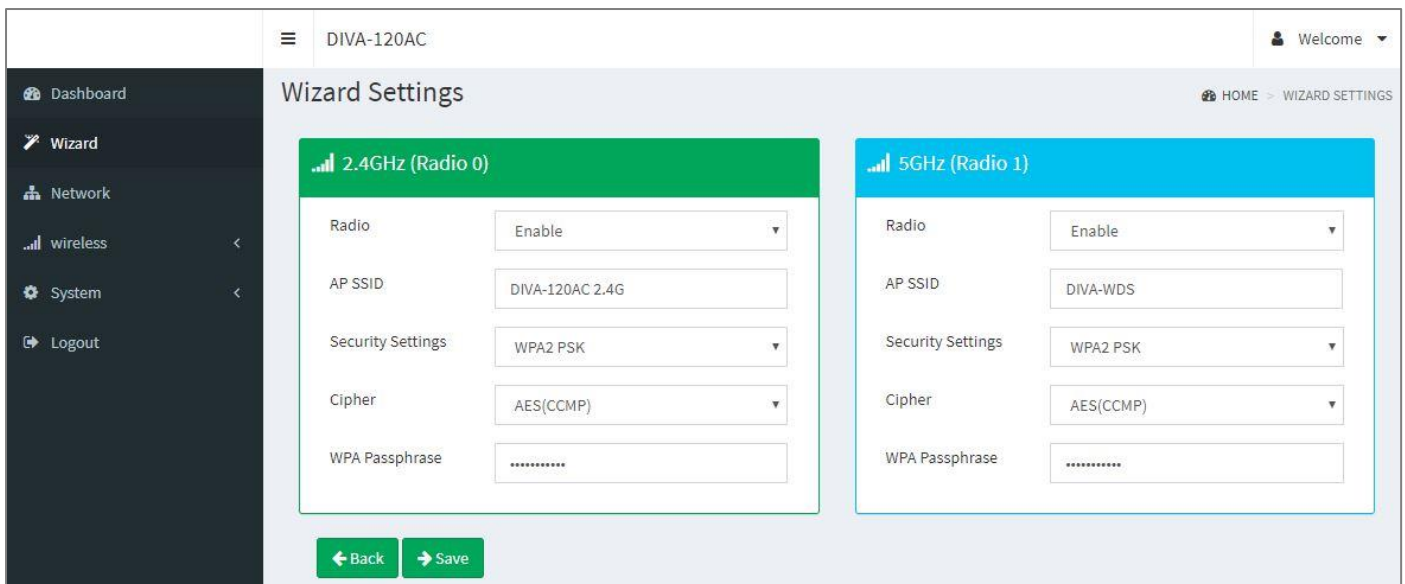 DIVA-120AC
Welcome
Dashboard
Wizard
Network
wireless
System
Logout
Wizard Settings
HOME > WIZARD SETTINGS
2.4GHz (Radio 0)
Radio
Enable
AP SSID
DIVA-120AC 2.4G
Security Settings
WPA2 PSK
Cipher
AES(CCMP)
WPA Passphrase
•••••••••••
5GHz (Radio 1)
Radio
Enable
AP SSID
DIVA-WDS
Security Settings
WPA2 PSK
Cipher
AES(CCMP)
WPA Passphrase
•••••••••••
Back
Save